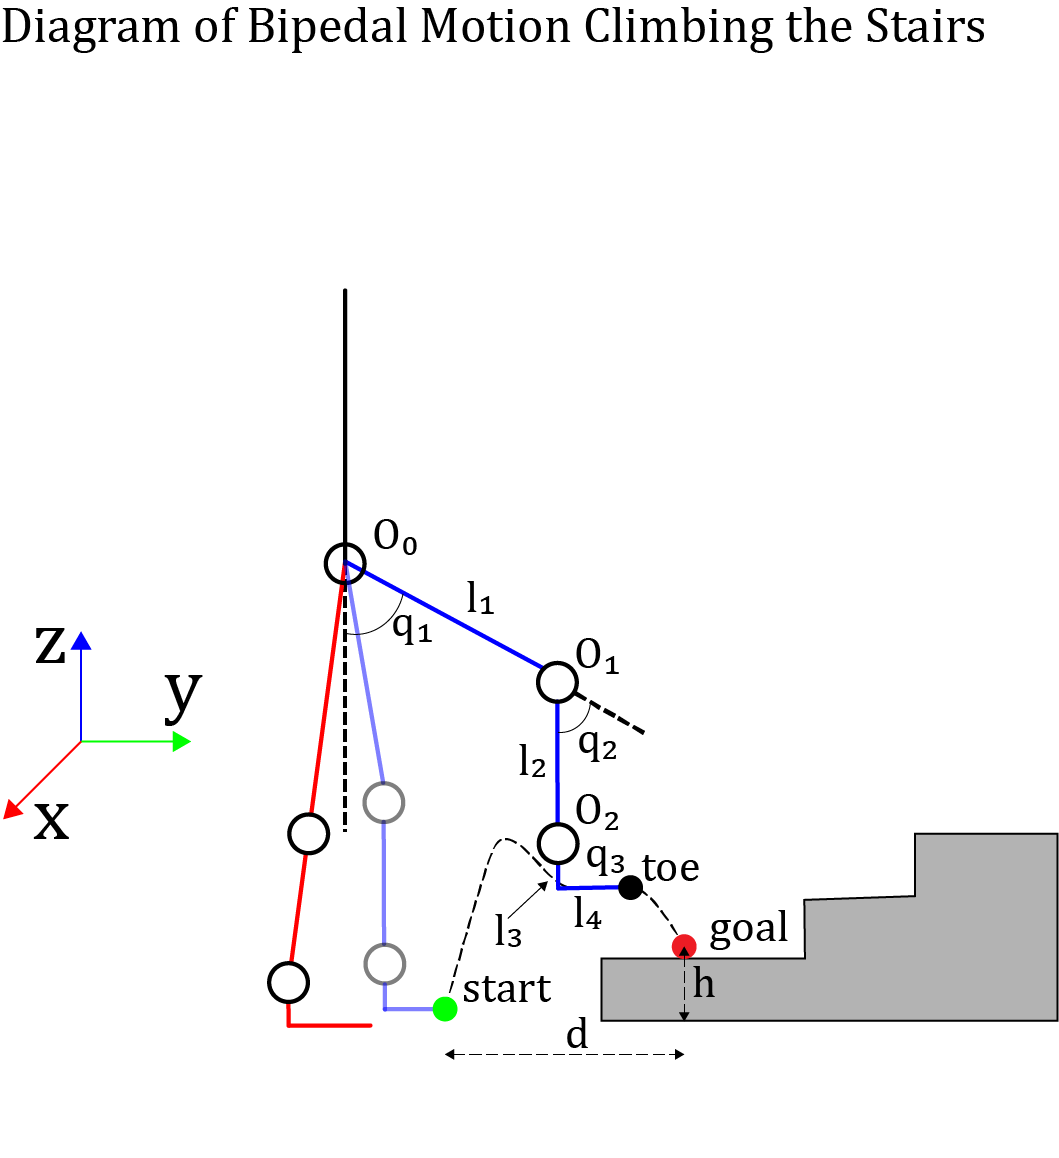 Diagram of Bipedal Motion Climbing the Stairs
O₀
l₁
q₁
O₁
z
y
q₂
l₂
x
O₂
q₃
toe
l₄
l₃
goal
start
h
d